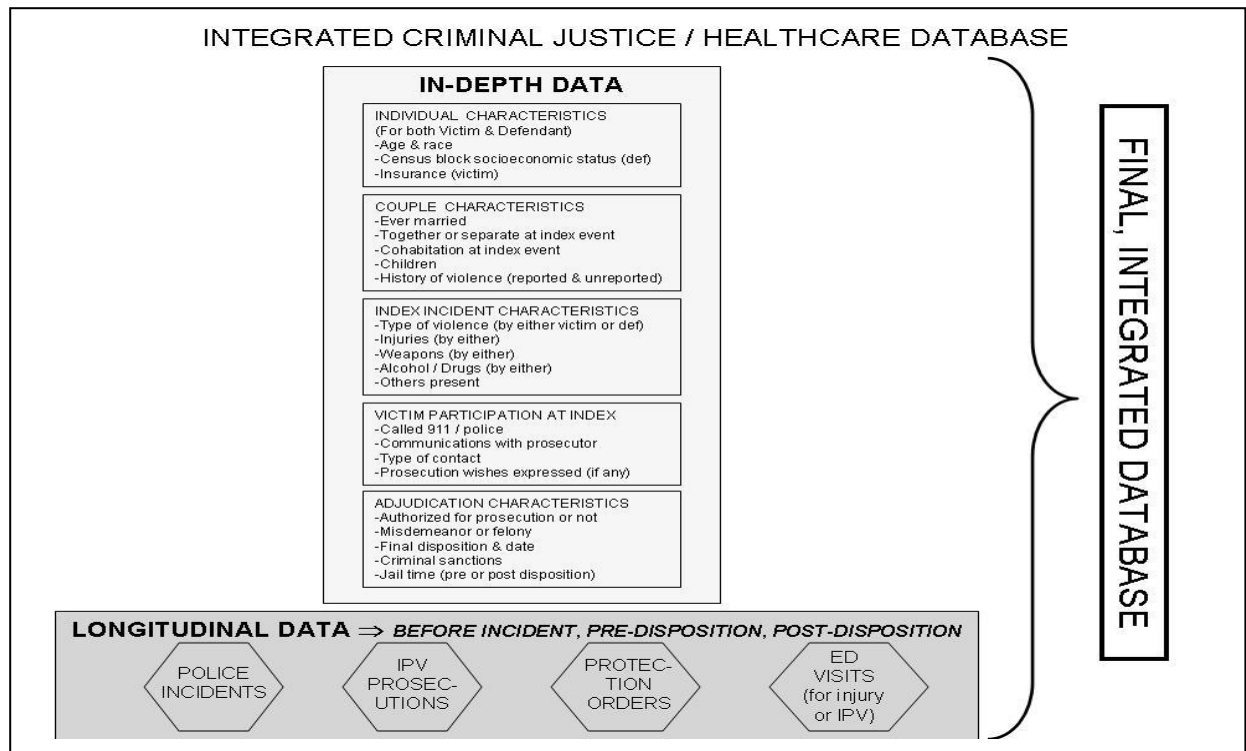 INTEGRATED CRIMINAL JUSTICE / HEALTHCARE DATABASE
IN-DEPTH DATA
INDIVIDUAL CHARACTERISTICS
(For both Victim & Defendant)
-Age & race
-Census block socioeconomic status (def)
-Insurance (victim)
COUPLE CHARACTERISTICS
-Ever married
-Together or separate at index event
-Cohabitation at index event
-Children
-History of violence (reported & unreported)
INDEX INCIDENT CHARACTERISTICS
-Type of violence (by either victim or def)
-Injuries (by either)
-Weapons (by either)
-Alcohol / Drugs (by either)
-Others present
VICTIM PARTICIPATION AT INDEX
-Called 911 / police
-Communications with prosecutor
-Type of contact
-Prosecution wishes expressed (if any)
ADJUDICATION CHARACTERISTICS
-Authorized for prosecution or not
-Misdemeanor or felony
-Final disposition & date
-Criminal sanctions
-Jail time (pre or post disposition)
LONGITUDINAL DATA ⇒ BEFORE INCIDENT, PRE-DISPOSITION, POST-DISPOSITION
POLICE
INCIDENTS
IPV
PROSEC-
UTIONS
PROTEC-
TION
ORDERS
ED
VISITS
(for injury
or IPV)
FINAL, INTEGRATED DATABASE